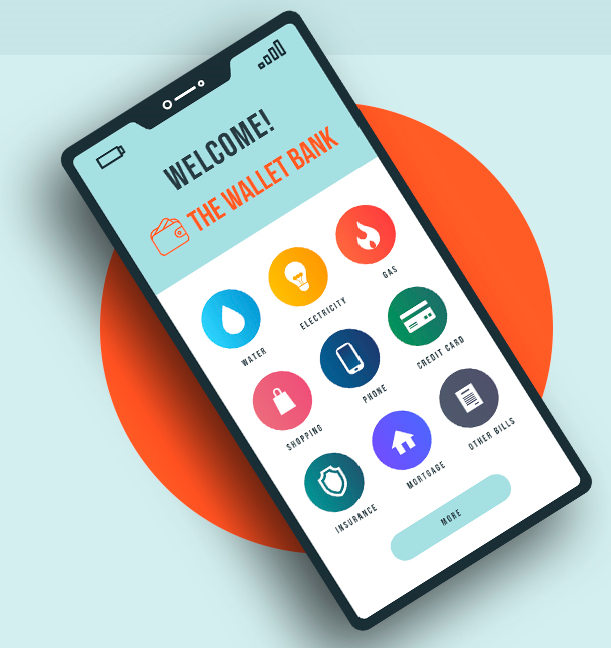 WELCOME!
THE WALLET BANK
WATER
ELECTRICITY
GAS
SHOPPING
PHONE
CREDIT CARD
INSURANCE
MORTGAGE
OTHER BILLS
MORE